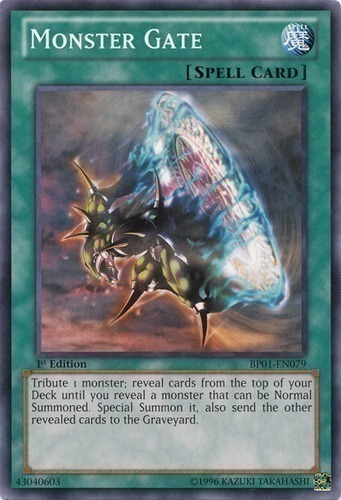 MONSTER GATE
魔
[SPELL CARD]
1st Edition
BP01-EN079
Tribute 1 monster; reveal cards from the top of your
Deck until you reveal a monster that can be Normal
Summoned. Special Summon it, also send the other
revealed cards to the Graveyard.
43040603
©1996 KAZUKI TAKAHASHI